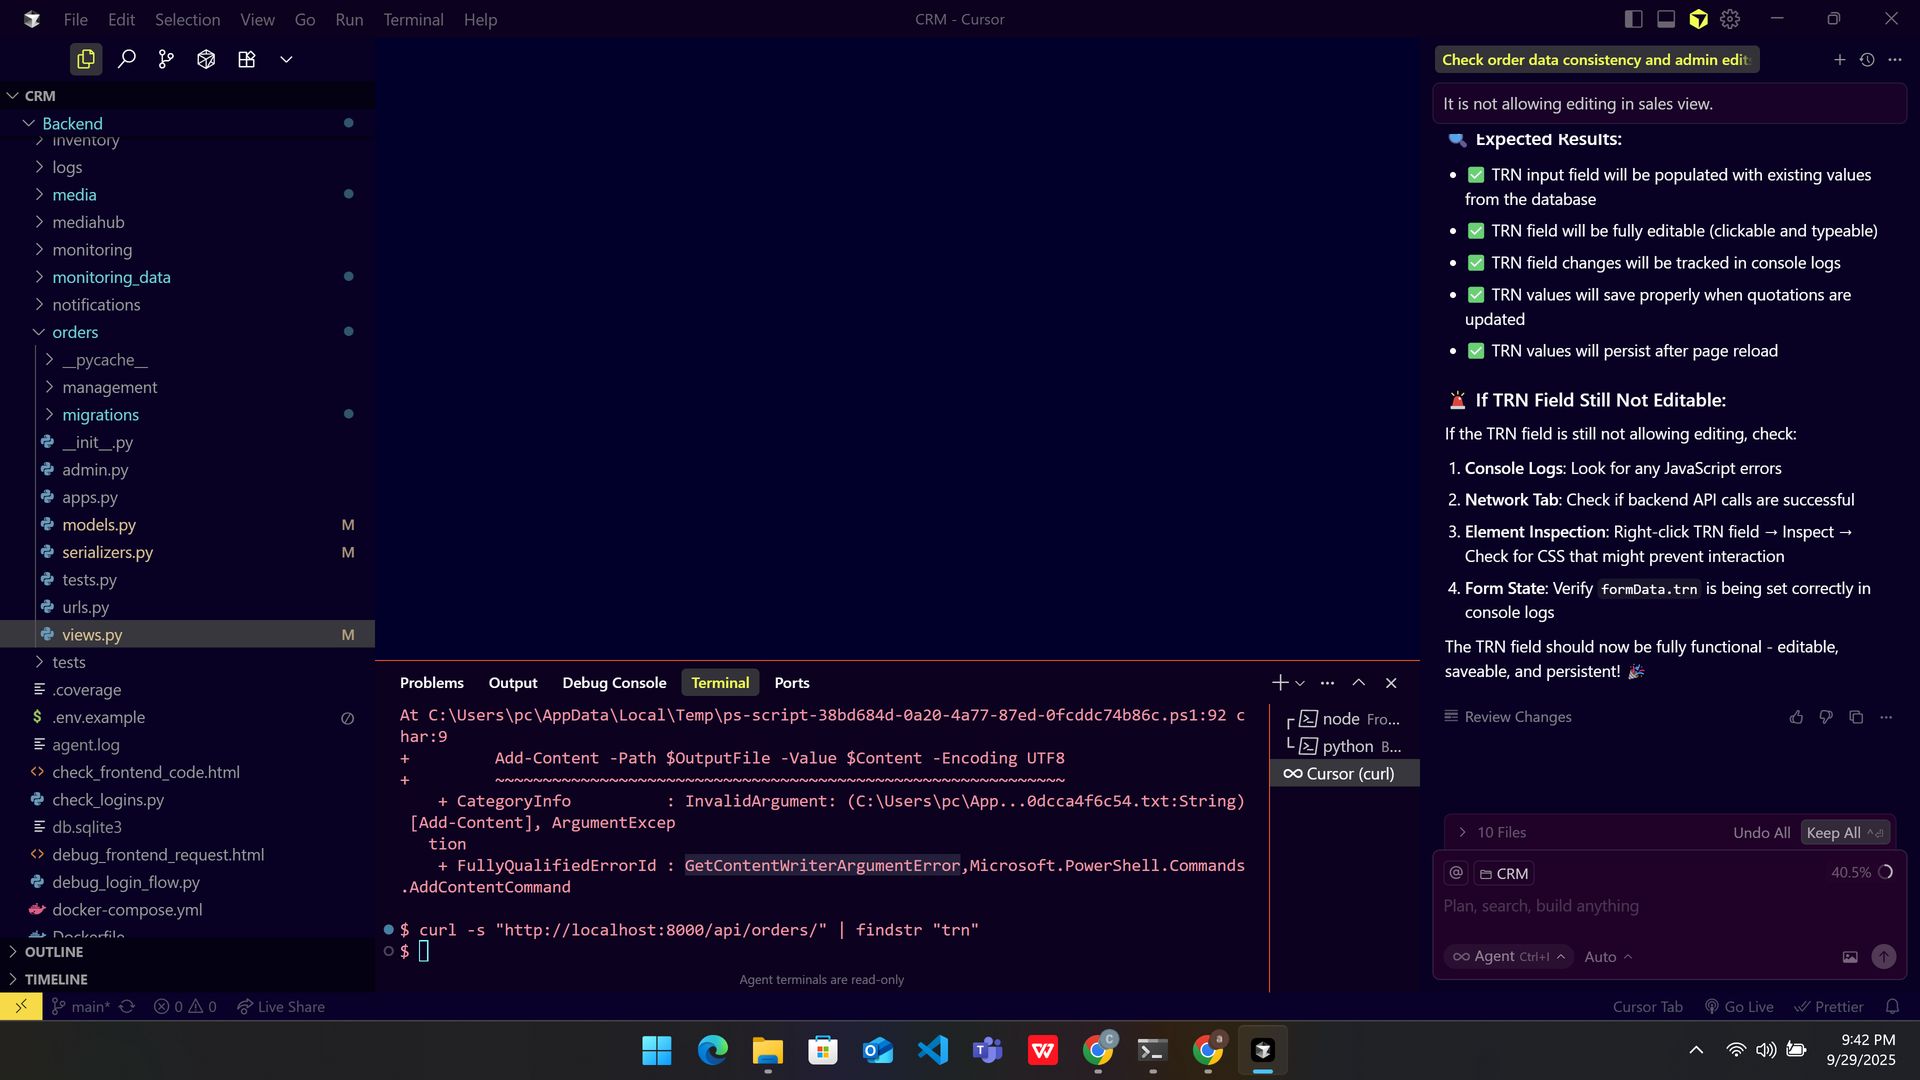 File Edit Selection View Go Run Terminal Help
CRM - Cursor
CRM
Backend
inventory
logs
media
mediahub
monitoring
monitoring_data
notifications
orders
__pycache__
management
migrations
__init__.py
admin.py
apps.py
models.py M
serializers.py M
tests.py
urls.py
views.py M
tests
.coverage
.env.example
agent.log
check_frontend_code.html
check_logins.py
db.sqlite3
debug_frontend_request.html
debug_login_flow.py
docker-compose.yml
Dockerfile
OUTLINE
TIMELINE
Problems Output Debug Console Terminal Ports
At C:\Users\pc\AppData\Local\Temp\ps-script-38bd684d-0a20-4a77-87ed-0fcddc74b86c.ps1:92 c
har:9
+         Add-Content -Path $OutputFile -Value $Content -Encoding UTF8
+         ~~~~~~~~~~~~~~~~~~~~~~~~~~~~~~~~~~~~~~~~~~~~~~~~~~~~~~~~~~~~
    + CategoryInfo          : InvalidArgument: (C:\Users\pc\App...0dcca4f6c54.txt:String)
 [Add-Content], ArgumentExcep
   tion
    + FullyQualifiedErrorId : GetContentWriterArgumentError,Microsoft.PowerShell.Commands
.AddContentCommand
$ curl -s "http://localhost:8000/api/orders/" | findstr "trn"
$
Agent terminals are read-only
node Fro...
python B...
Cursor (curl)
Check order data consistency and admin edit
It is not allowing editing in sales view.
🔍 Expected Results:
• ✅ TRN input field will be populated with existing values
from the database
• ✅ TRN field will be fully editable (clickable and typeable)
• ✅ TRN field changes will be tracked in console logs
• ✅ TRN values will save properly when quotations are
updated
• ✅ TRN values will persist after page reload
🚨 If TRN Field Still Not Editable:
If the TRN field is still not allowing editing, check:
1. Console Logs: Look for any JavaScript errors
2. Network Tab: Check if backend API calls are successful
3. Element Inspection: Right-click TRN field → Inspect →
Check for CSS that might prevent interaction
4. Form State: Verify formData.trn is being set correctly in
console logs
The TRN field should now be fully functional - editable,
saveable, and persistent! 🎉
Review Changes
10 Files Undo All Keep All
@ CRM 40.5%
Plan, search, build anything
Agent Ctrl+I Auto
main* 0 0 Live Share
Cursor Tab Go Live Prettier
9:42 PM
9/29/2025